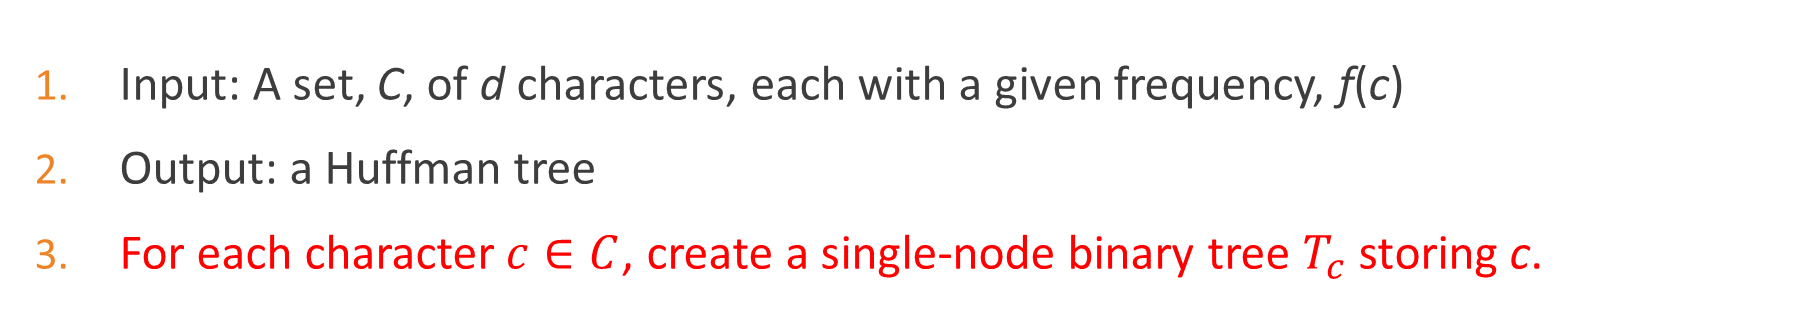 1. Input: A set, C, of d characters, each with a given frequency, f(c)
2. Output: a Huffman tree
3. For each character c ∈ C, create a single-node binary tree T_c storing c.